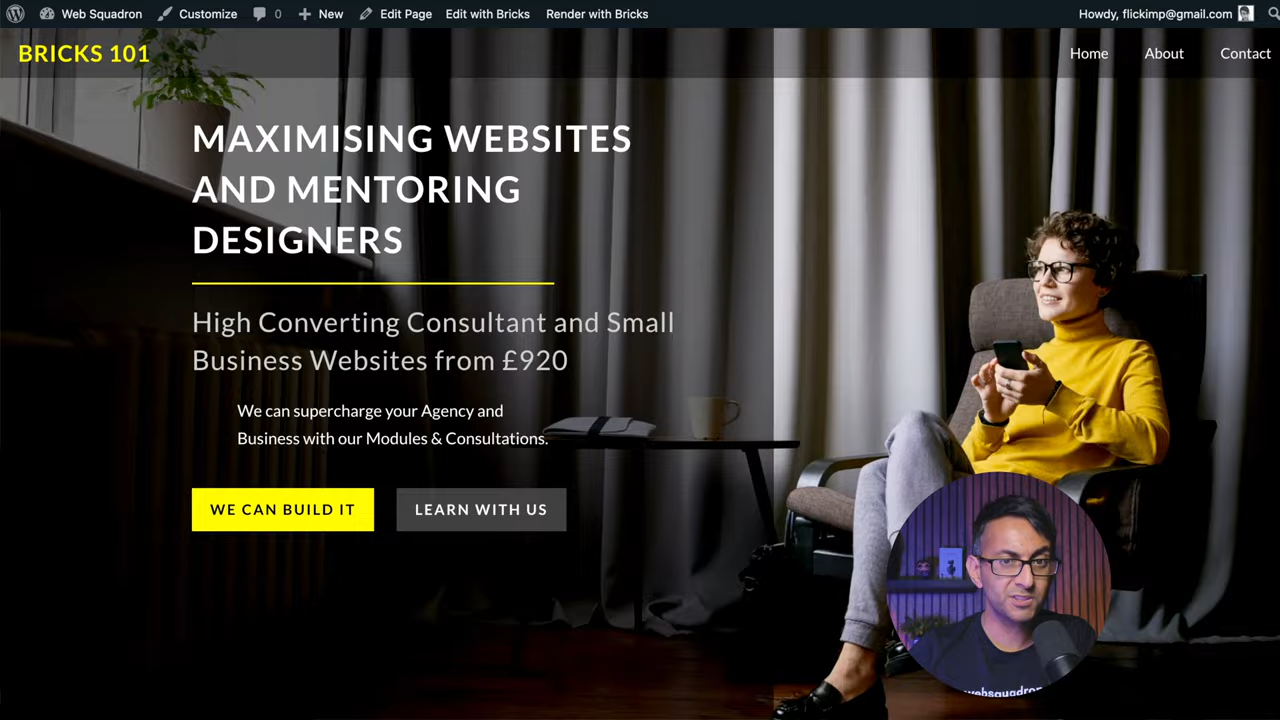 Web Squadron Customize 0 New Edit Page Edit with Bricks Render with Bricks Howdy, flickimp@gmail.com
BRICKS 101 Home About Contact
MAXIMISING WEBSITES
AND MENTORING
DESIGNERS
High Converting Consultant and Small
Business Websites from £920
We can supercharge your Agency and
Business with our Modules & Consultations.
WE CAN BUILD IT LEARN WITH US
websquadron